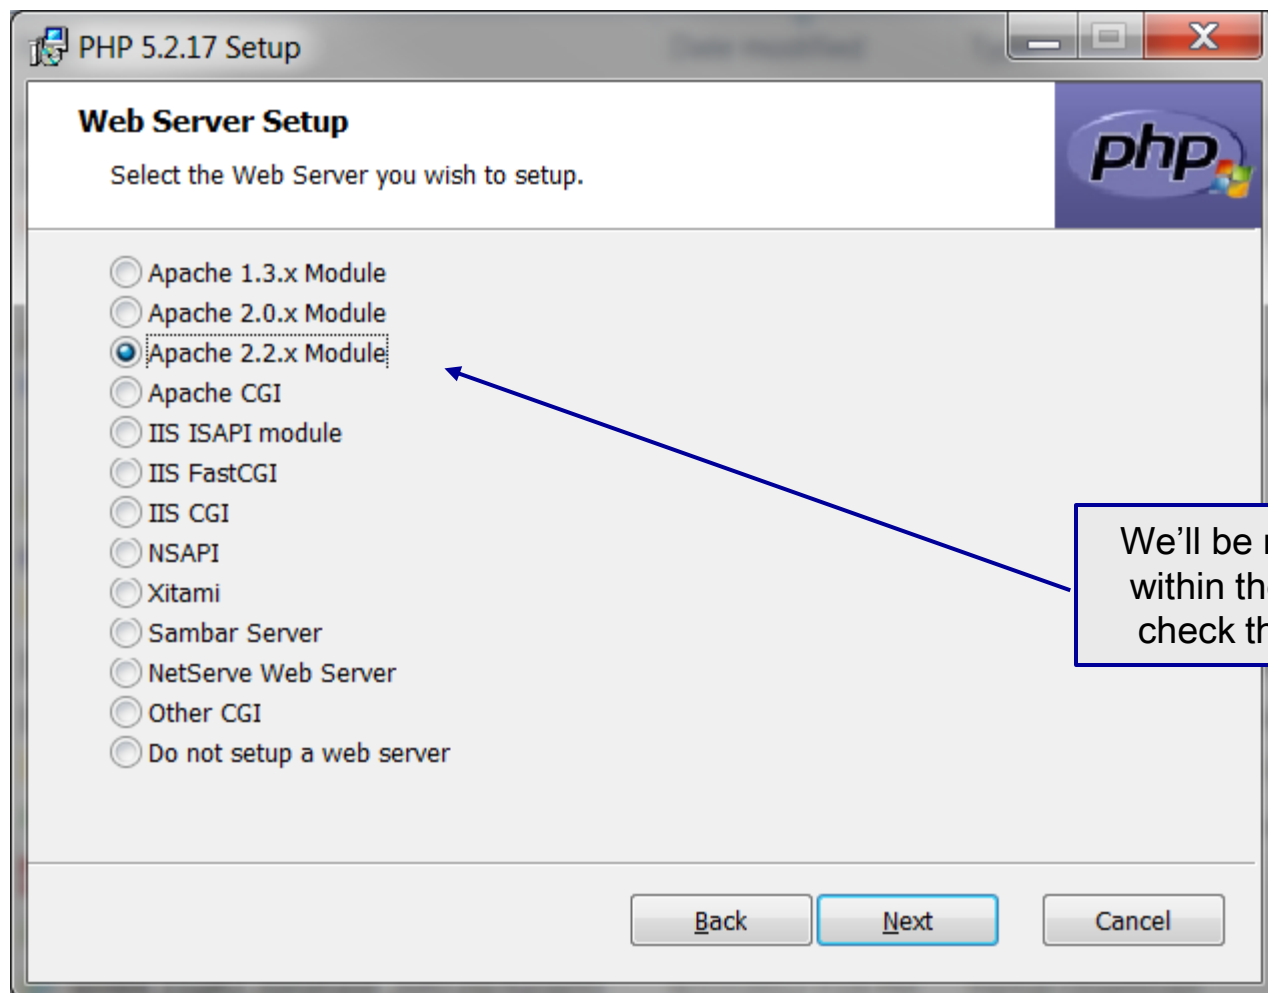 PHP 5.2.17 Setup
Web Server Setup
Select the Web Server you wish to setup.
php
Apache 1.3.x Module
Apache 2.0.x Module
Apache 2.2.x Module
Apache CGI
IIS ISAPI module
IIS FastCGI
IIS CGI
NSAPI
Xitami
Sambar Server
NetServe Web Server
Other CGI
Do not setup a web server
We’ll be
within
check
Back
Next
Cancel